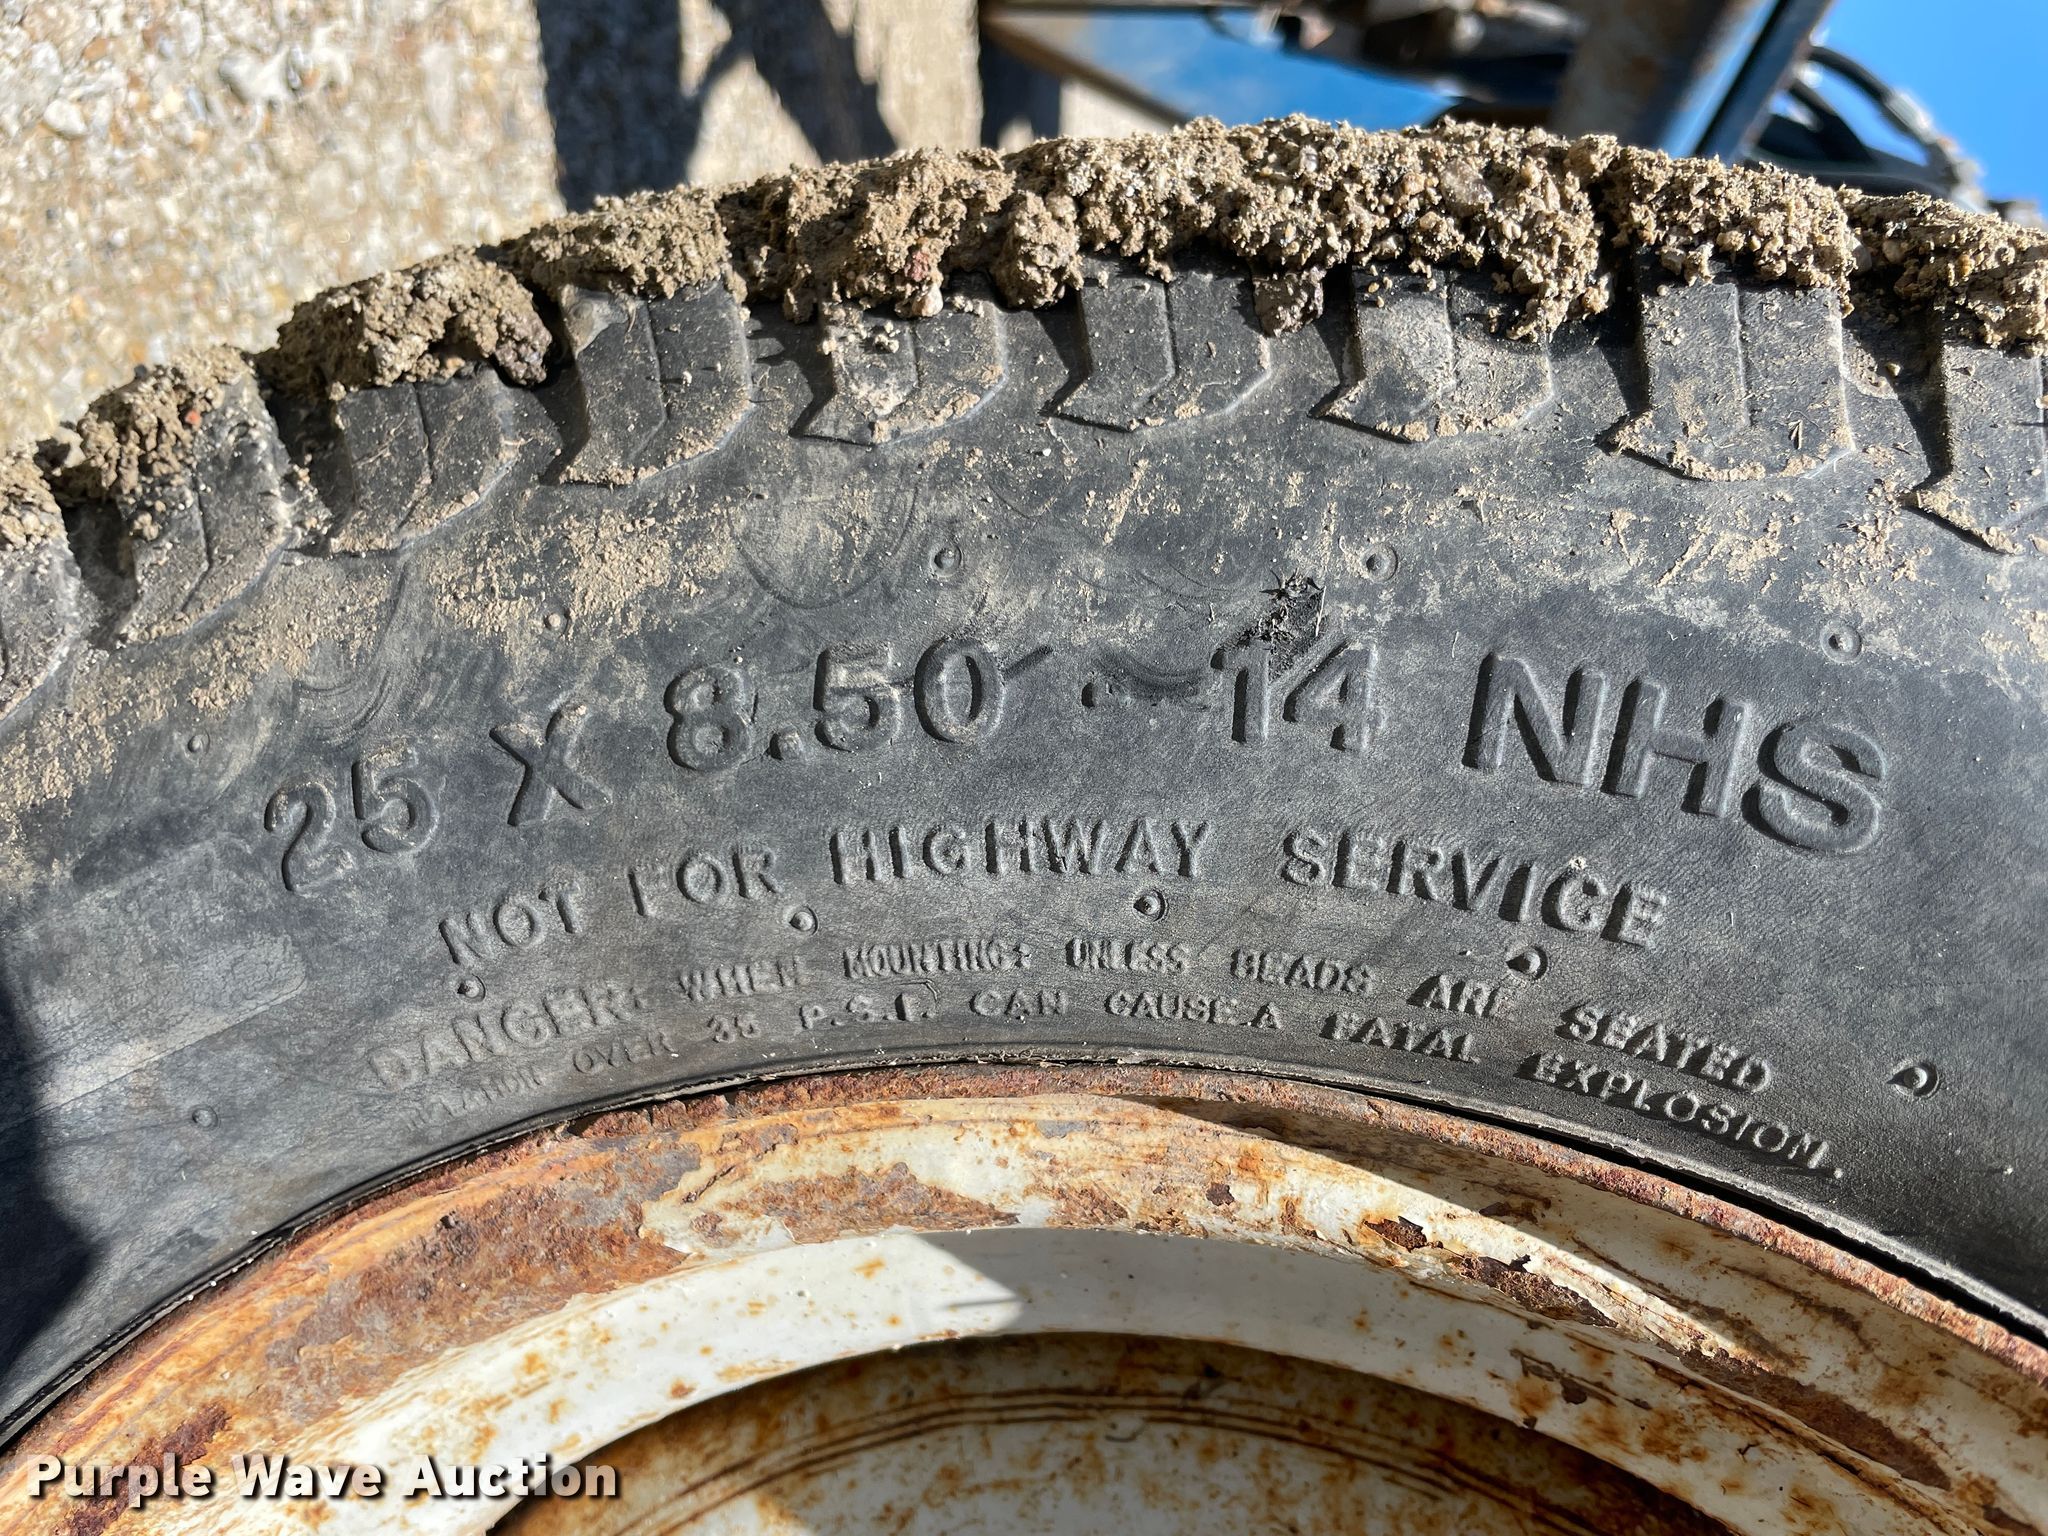 25 X 8.50 - 14 NHS
NOT FOR HIGHWAY SERVICE
DANGER: WHEN MOUNTING: UNLESS BEADS ARE SEATED
OVER 35 P.S.I. CAN CAUSE A FATAL EXPLOSION.
Purple Wave Auction